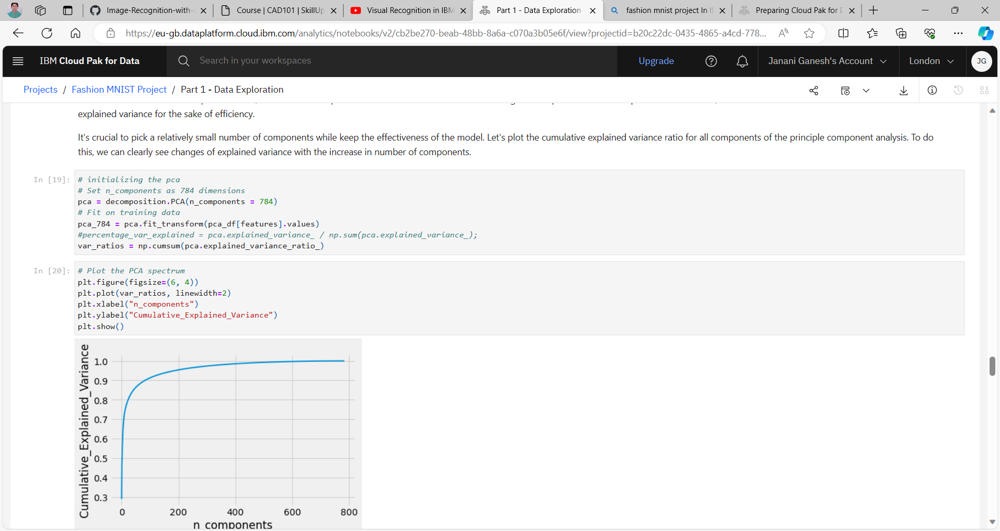 Image-Recognition-with-
Course | CAD101 | SkillUp
Visual Recognition in IBM
Part 1 - Data Exploration
fashion mnist project In I
Preparing Cloud Pak for D
https://eu-gb.dataplatform.cloud.ibm.com/analytics/notebooks/v2/cb2be270-beab-48bb-8a6a-c070a3b05e6f/view?projectid=b20c22dc-0435-4865-a4cd-778...
IBM Cloud Pak for Data
Search in your workspaces
Upgrade
Janani Ganesh's Account
London
JG
Projects / Fashion MNIST Project / Part 1 - Data Exploration
explained variance for the sake of efficiency.
It's crucial to pick a relatively small number of components while keep the effectiveness of the model. Let's plot the cumulative explained variance ratio for all components of the principle component analysis. To do
this, we can clearly see changes of explained variance with the increase in number of components.
In [19]:
# initializing the pca
# Set n_components as 784 dimensions
pca = decomposition.PCA(n_components = 784)
# Fit on training data
pca_784 = pca.fit_transform(pca_df[features].values)
#percentage_var_explained = pca.explained_variance_ / np.sum(pca.explained_variance_);
var_ratios = np.cumsum(pca.explained_variance_ratio_)
In [20]:
# Plot the PCA spectrum
plt.figure(figsize=(6, 4))
plt.plot(var_ratios, linewidth=2)
plt.xlabel("n_components")
plt.ylabel("Cumulative_Explained_Variance")
plt.show()
Cumulative_Explained_Variance
1.0
0.9
0.8
0.7
0.6
0.5
0.4
0.3
0 200 400 600 800
n components